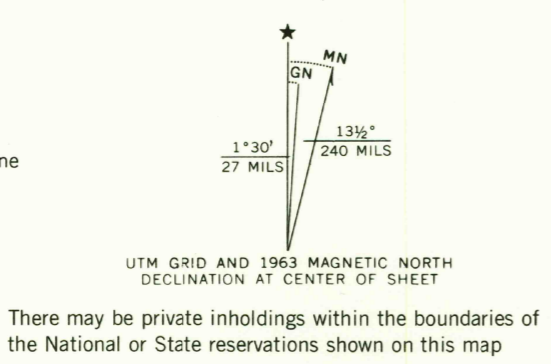 ★
MN
GN
1°30'
27 MILS
13½°
240 MILS
ne
UTM GRID AND 1963 MAGNETIC NORTH
DECLINATION AT CENTER OF SHEET
There may be private inholdings within the boundaries of
the National or State reservations shown on this map